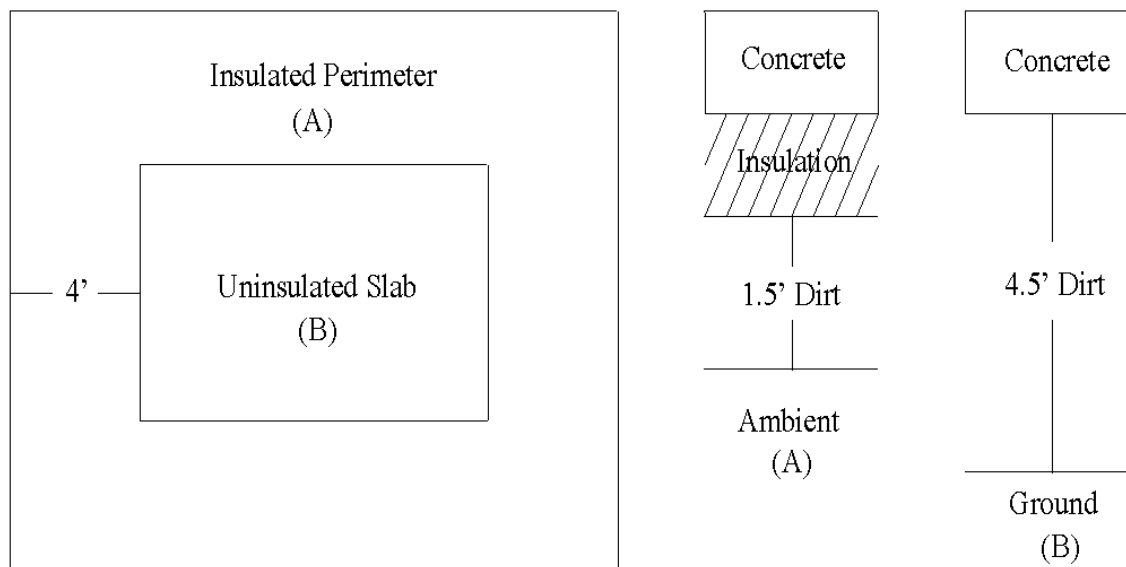 Insulated Perimeter
(A)
4’
Uninsulated Slab
(B)
Concrete
Insulation
1.5’ Dirt
Ambient
(A)
Concrete
4.5’ Dirt
Ground
(B)